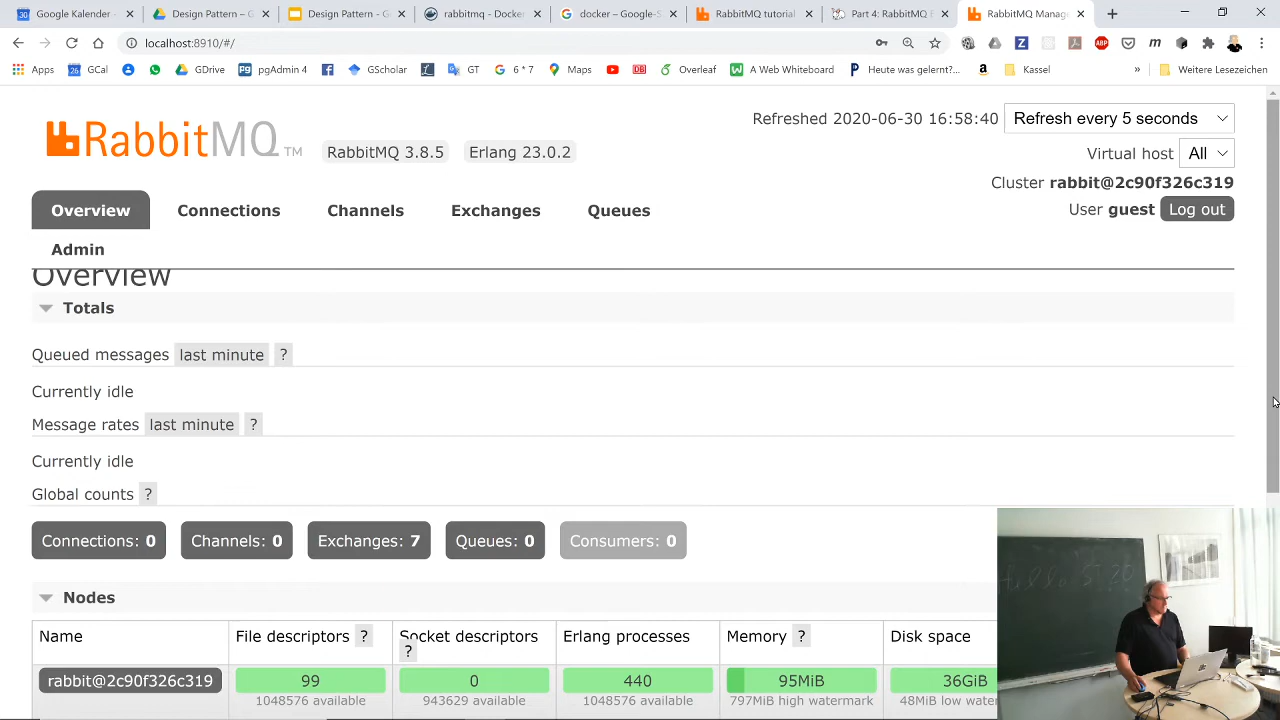 Google Kalender
Design Pattern – G
Design Pattern - G
rabbitmq - Docker
docker – Google-S
RabbitMQ tutorial
Part 4: RabbitMQ E
RabbitMQ Manag
localhost:8910/#/
Apps
GCal
GDrive
pgAdmin 4
GScholar
GT
6 * 7
Maps
Overleaf
A Web Whiteboard
Heute was gelern?...
Kassel
»
Weitere Lesezeichen
RabbitMQ TM
RabbitMQ 3.8.5
Erlang 23.0.2
Refreshed 2020-06-30 16:58:40
Refresh every 5 seconds
Virtual host All
Cluster rabbit@2c90f326c319
User guest Log out
Overview
Connections
Channels
Exchanges
Queues
Admin
Overview
Totals
Queued messages last minute ?
Currently idle
Message rates last minute ?
Currently idle
Global counts ?
Connections: 0
Channels: 0
Exchanges: 7
Queues: 0
Consumers: 0
Nodes
Name
File descriptors ?
Socket descriptors ?
Erlang processes
Memory ?
Disk space
rabbit@2c90f326c319
99
1048576 available
0
943629 available
440
1048576 available
95MiB
797MiB high watermark
36GiB
48MiB low water